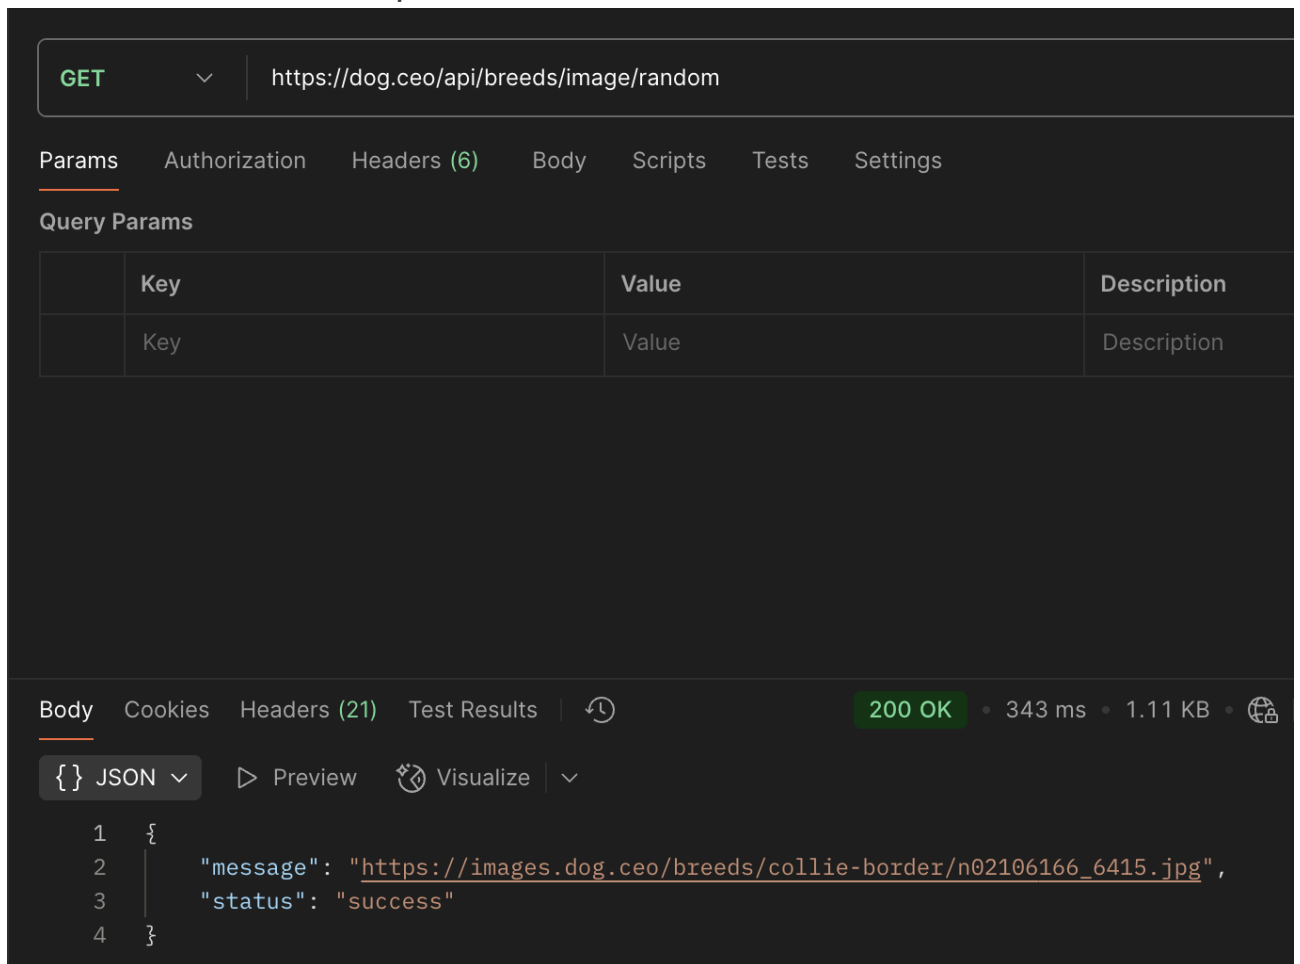 GET https://dog.ceo/api/breeds/image/random
Params Authorization Headers (6) Body Scripts Tests Settings
Query Params
Key Value Description
Key Value Description
Body Cookies Headers (21) Test Results 200 OK • 343 ms • 1.11 KB •
{} JSON Preview Visualize
1 {
2 "message": "https://images.dog.ceo/breeds/collie-border/n02106166_6415.jpg",
3 "status": "success"
4 }